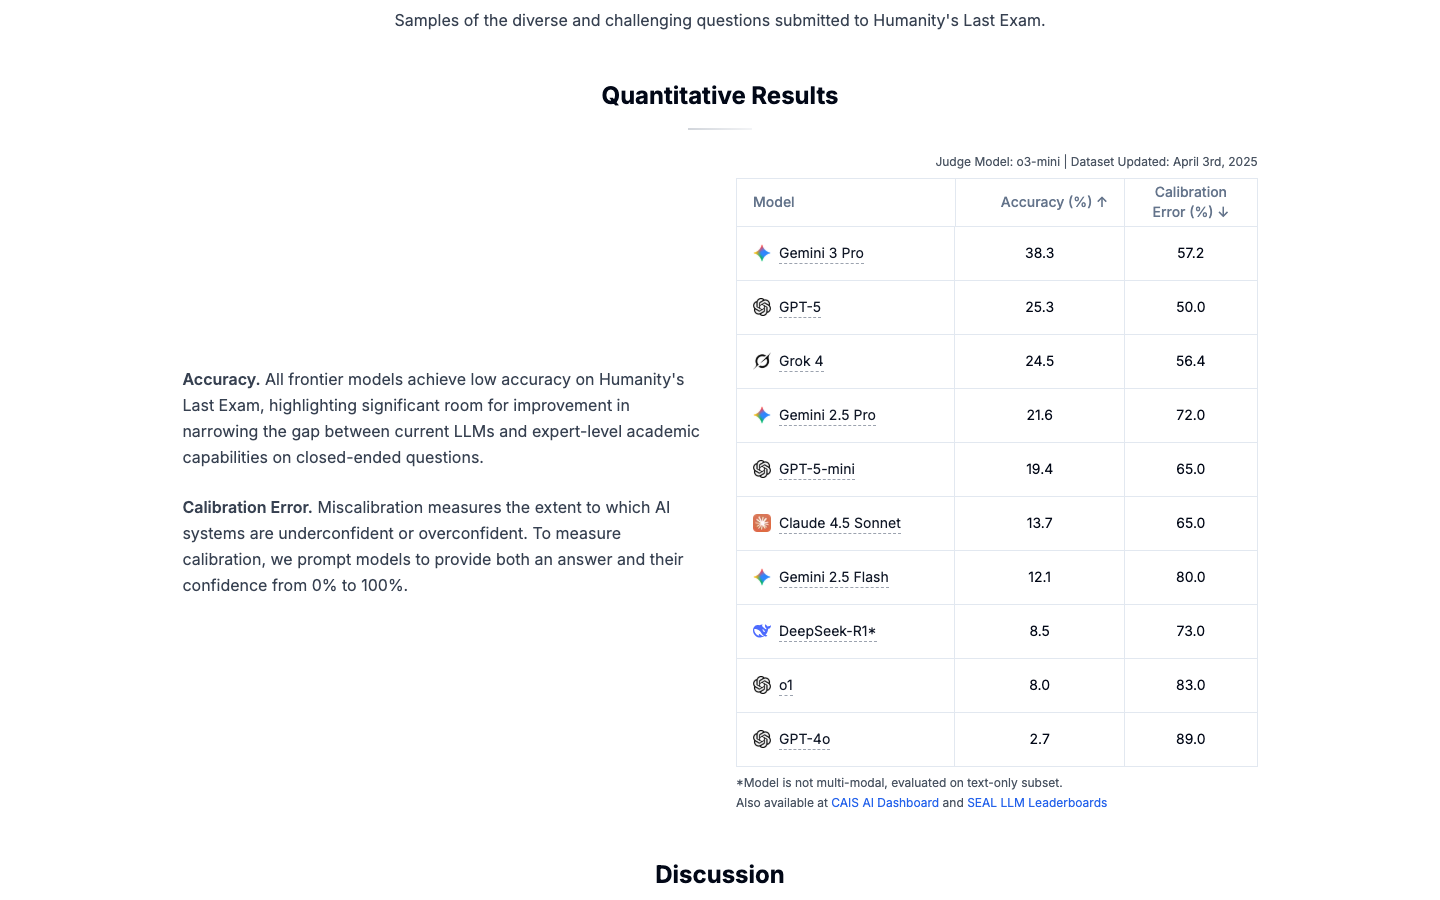 Samples of the diverse and challenging questions submitted to Humanity's Last Exam.
Quantitative Results
Accuracy. All frontier models achieve low accuracy on Humanity's
Last Exam, highlighting significant room for improvement in
narrowing the gap between current LLMs and expert-level academic
capabilities on closed-ended questions.
Calibration Error. Miscalibration measures the extent to which AI
systems are underconfident or overconfident. To measure
calibration, we prompt models to provide both an answer and their
confidence from 0% to 100%.
Judge Model: o3-mini | Dataset Updated: April 3rd, 2025
Model Accuracy (%) ↑ Calibration
Error (%) ↓
Gemini 3 Pro 38.3 57.2
GPT-5 25.3 50.0
Grok 4 24.5 56.4
Gemini 2.5 Pro 21.6 72.0
GPT-5-mini 19.4 65.0
Claude 4.5 Sonnet 13.7 65.0
Gemini 2.5 Flash 12.1 80.0
DeepSeek-R1* 8.5 73.0
o1 8.0 83.0
GPT-4o 2.7 89.0
*Model is not multi-modal, evaluated on text-only subset.
Also available at CAIS AI Dashboard and SEAL LLM Leaderboards
Discussion